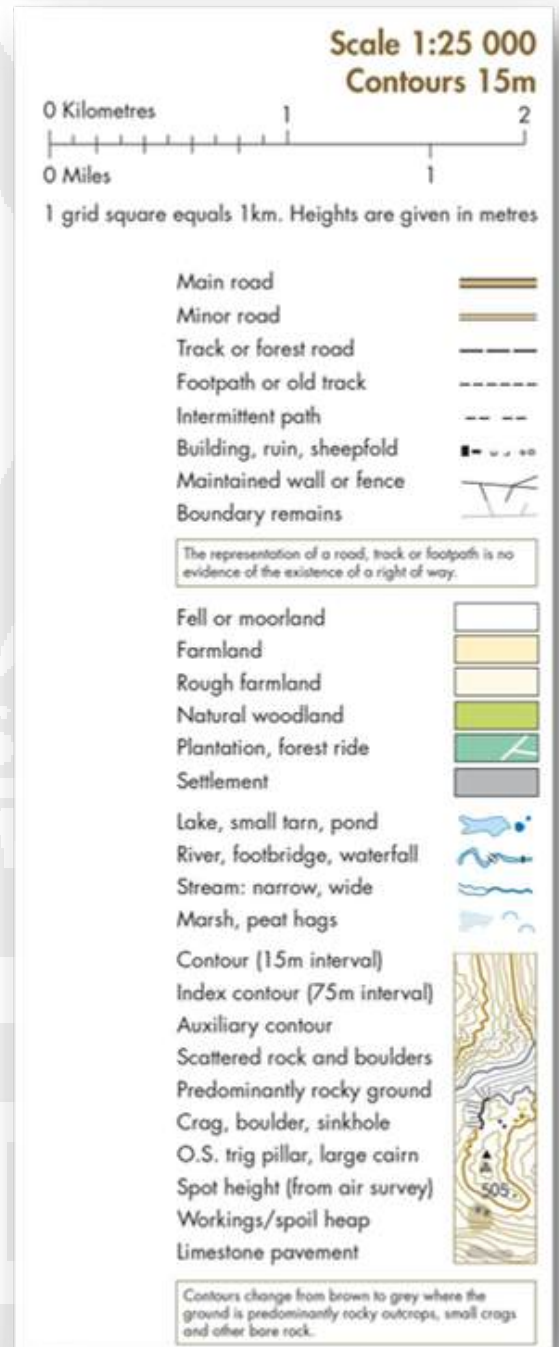 Scale 1:25 000
Contours 15m
0 Kilometres 1 2
0 Miles 1
1 grid square equals 1km. Heights are given in metres
Main road
Minor road
Track or forest road
Footpath or old track
Intermittent path
Building, ruin, sheepfold
Maintained wall or fence
Boundary remains
The representation of a road, track or footpath is no
evidence of the existence of a right of way.
Fell or moorland
Farmland
Rough farmland
Natural woodland
Plantation, forest ride
Settlement
Lake, small tarn, pond
River, footbridge, waterfall
Stream: narrow, wide
Marsh, peat hags
Contour (15m interval)
Index contour (75m interval)
Auxiliary contour
Scattered rock and boulders
Predominantly rocky ground
Crag, boulder, sinkhole
O.S. trig pillar, large cairn
Spot height (from air survey)
505
Workings/spoil heap
Limestone pavement
Contours change from brown to grey where the
ground is predominantly rocky outcrops, small crags
and other bare rock.